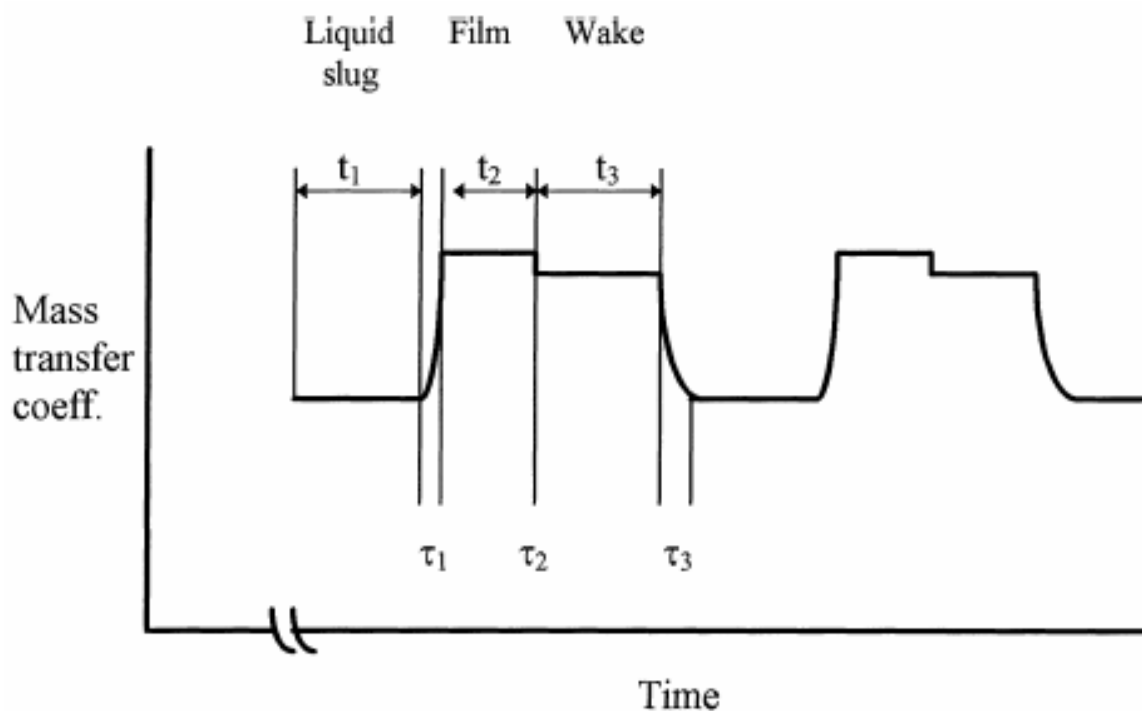 Liquid
slug
Film
Wake
t₁
t₂
t₃
Mass
transfer
coeff.
τ₁
τ₂
τ₃
Time